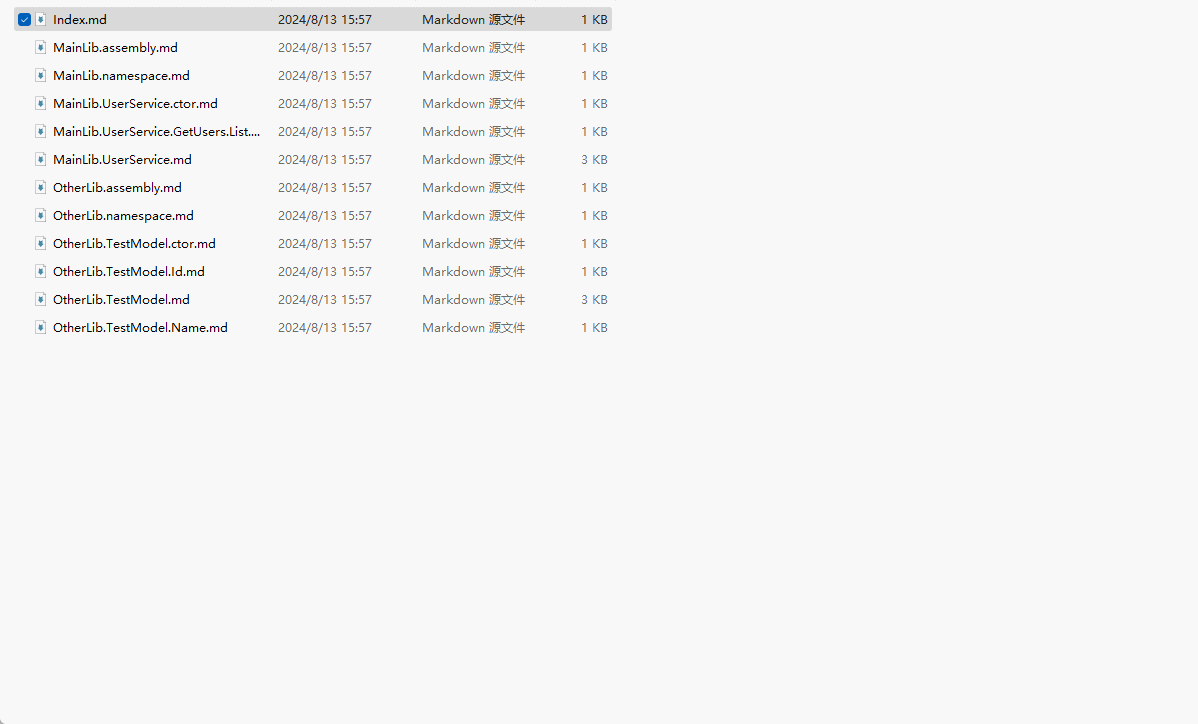 Index.md 2024/8/13 15:57 Markdown 源文件 1 KB
MainLib.assembly.md 2024/8/13 15:57 Markdown 源文件 1 KB
MainLib.namespace.md 2024/8/13 15:57 Markdown 源文件 1 KB
MainLib.UserService.ctor.md 2024/8/13 15:57 Markdown 源文件 1 KB
MainLib.UserService.GetUsers.List.... 2024/8/13 15:57 Markdown 源文件 1 KB
MainLib.UserService.md 2024/8/13 15:57 Markdown 源文件 3 KB
OtherLib.assembly.md 2024/8/13 15:57 Markdown 源文件 1 KB
OtherLib.namespace.md 2024/8/13 15:57 Markdown 源文件 1 KB
OtherLib.TestModel.ctor.md 2024/8/13 15:57 Markdown 源文件 1 KB
OtherLib.TestModel.Id.md 2024/8/13 15:57 Markdown 源文件 1 KB
OtherLib.TestModel.md 2024/8/13 15:57 Markdown 源文件 3 KB
OtherLib.TestModel.Name.md 2024/8/13 15:57 Markdown 源文件 1 KB